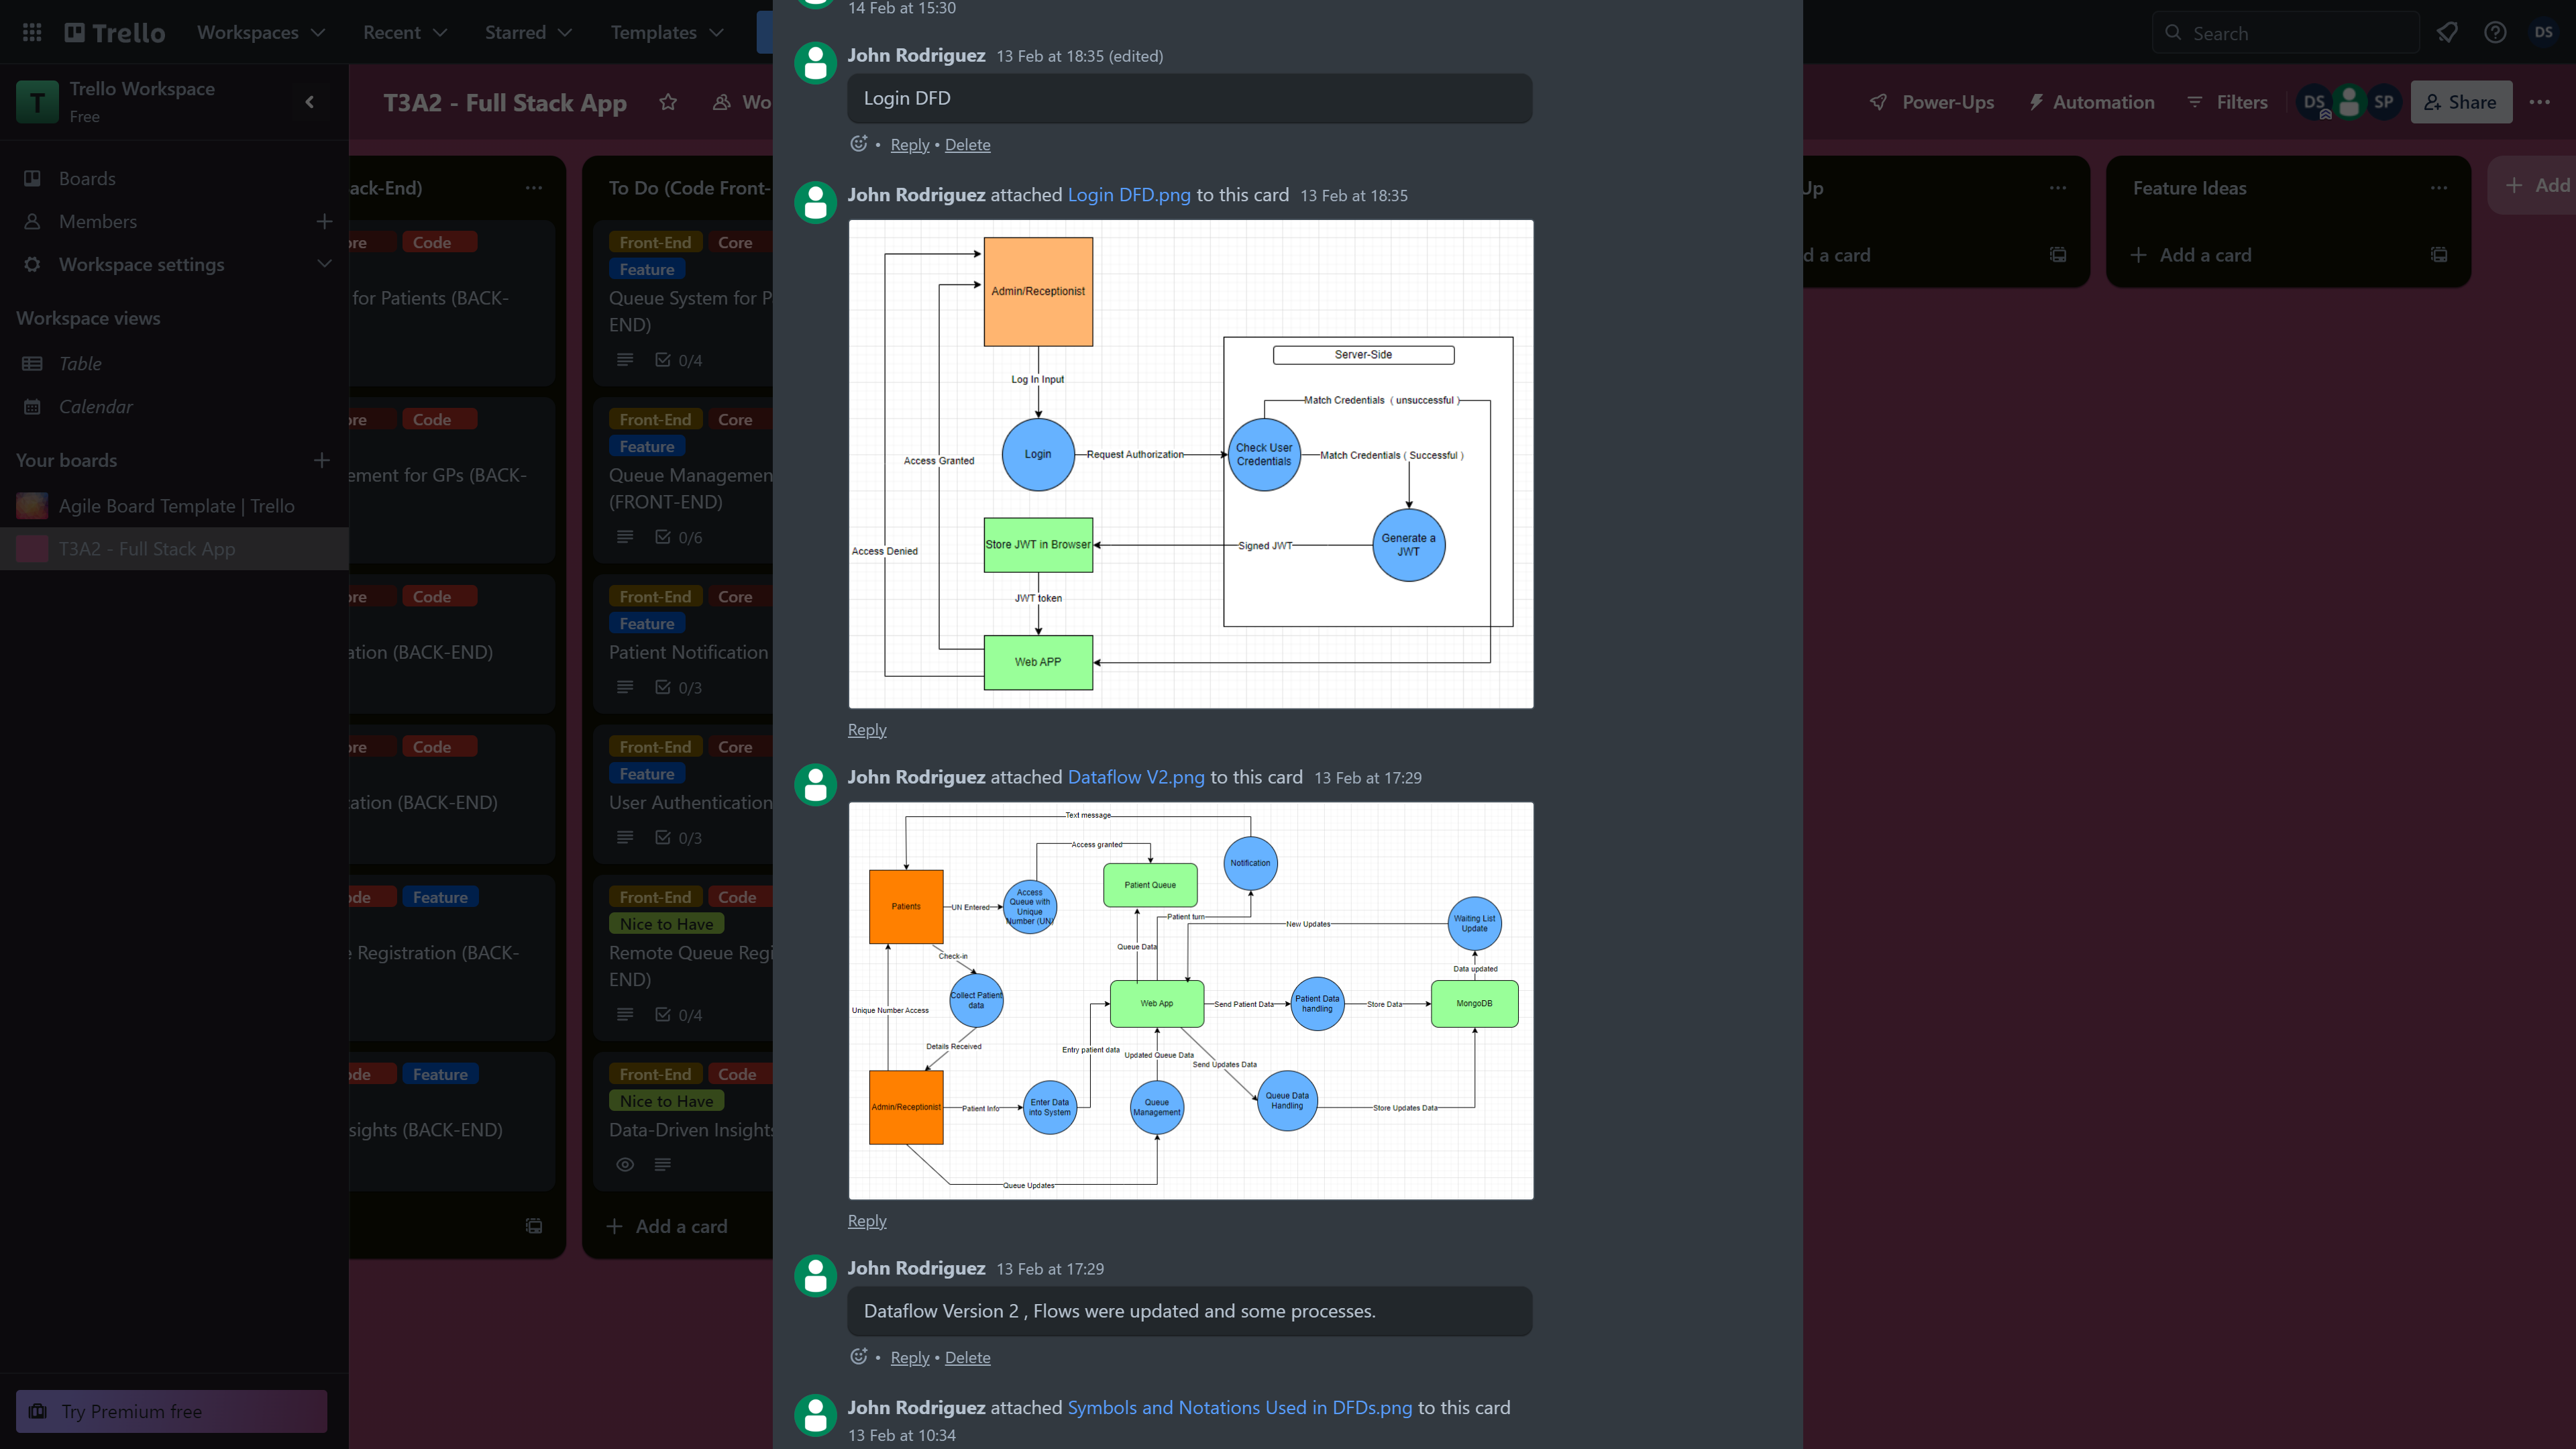 Trello
Workspaces
Recent
Starred
Templates
Search
DS
T
Trello Workspace
Free
Boards
Members
Workspace settings
Workspace views
Table
Calendar
Your boards
Agile Board Template | Trello
T3A2 - Full Stack App
Try Premium free
T3A2 - Full Stack App
Wo
Power-Ups
Automation
Filters
DS
SP
Share
ack-End)
re
Code
for Patients (BACK-
re
Code
ement for GPs (BACK-
re
Code
ation (BACK-END)
re
Code
ation (BACK-END)
de
Feature
e Registration (BACK-
de
Feature
sights (BACK-END)
To Do (Code Front-
Front-End
Core
Feature
Queue System for P
END)
0/4
Front-End
Core
Feature
Queue Managemen
(FRONT-END)
0/6
Front-End
Core
Feature
Patient Notification
0/3
Front-End
Core
Feature
User Authentication
0/3
Front-End
Code
Nice to Have
Remote Queue Regi
END)
0/4
Front-End
Code
Nice to Have
Data-Driven Insights
Add a card
14 Feb at 15:30
John Rodriguez 13 Feb at 18:35 (edited)
Login DFD
• Reply • Delete
John Rodriguez attached Login DFD.png to this card 13 Feb at 18:35
Admin/Receptionist
Server-Side
Log In Input
Match Credentials ( unsuccessful )
Login
Request Authorization
Check User
Credentials
Match Credentials ( Successful )
Access Granted
Access Denied
Store JWT in Browser
Signed JWT
Generate a
JWT
JWT token
Web APP
Reply
John Rodriguez attached Dataflow V2.png to this card 13 Feb at 17:29
Text message
Access granted
Notification
Patient Queue
Patients
UN Entered
Access
Queue with
Unique
Number (UN)
Patient turn
New Updates
Waiting List
Update
Queue Data
Check-in
Data updated
Collect Patient
data
Web App
Send Patient Data
Patient Data
handling
Store Data
MongoDB
Unique Number Access
Details Received
Entry patient data
Updated Queue Data
Send Updates Data
Admin/Receptionist
Patient Info
Enter Data
into System
Queue
Management
Queue Data
Handling
Store Updates Data
Queue Updates
Reply
John Rodriguez 13 Feb at 17:29
Dataflow Version 2 , Flows were updated and some processes.
• Reply • Delete
John Rodriguez attached Symbols and Notations Used in DFDs.png to this card
13 Feb at 10:34
Up
d a card
Feature Ideas
Add a card
Add